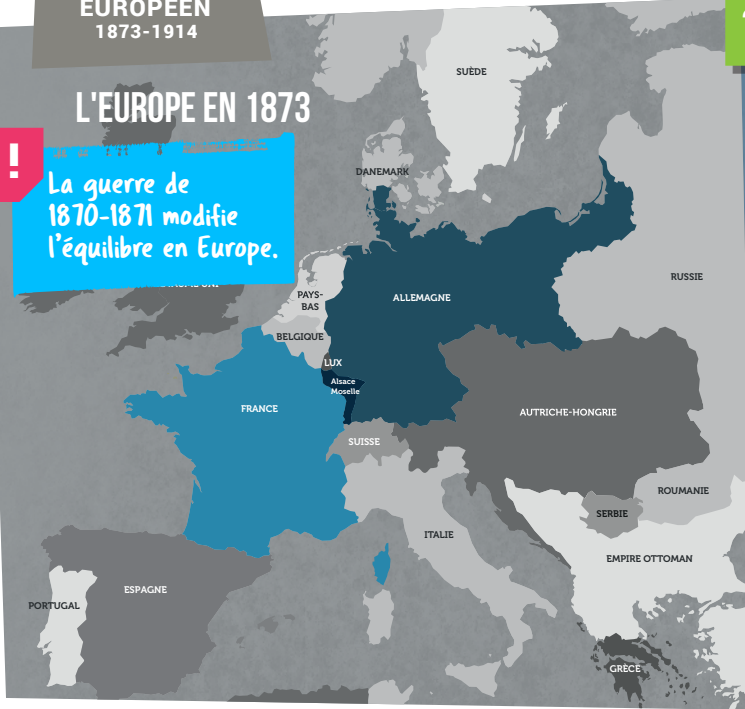 EUROPÉEN
1873-1914
L'EUROPE EN 1873
!
La guerre de
1870-1871 modifie
l'équilibre en Europe.
SUÈDE
DANEMARK
RUSSIE
PAYS-
BAS
ALLEMAGNE
BELGIQUE
LUX
Alsace
Moselle
FRANCE
AUTRICHE-HONGRIE
SUISSE
ROUMANIE
SERBIE
ITALIE
EMPIRE OTTOMAN
ESPAGNE
PORTUGAL
GRÈCE